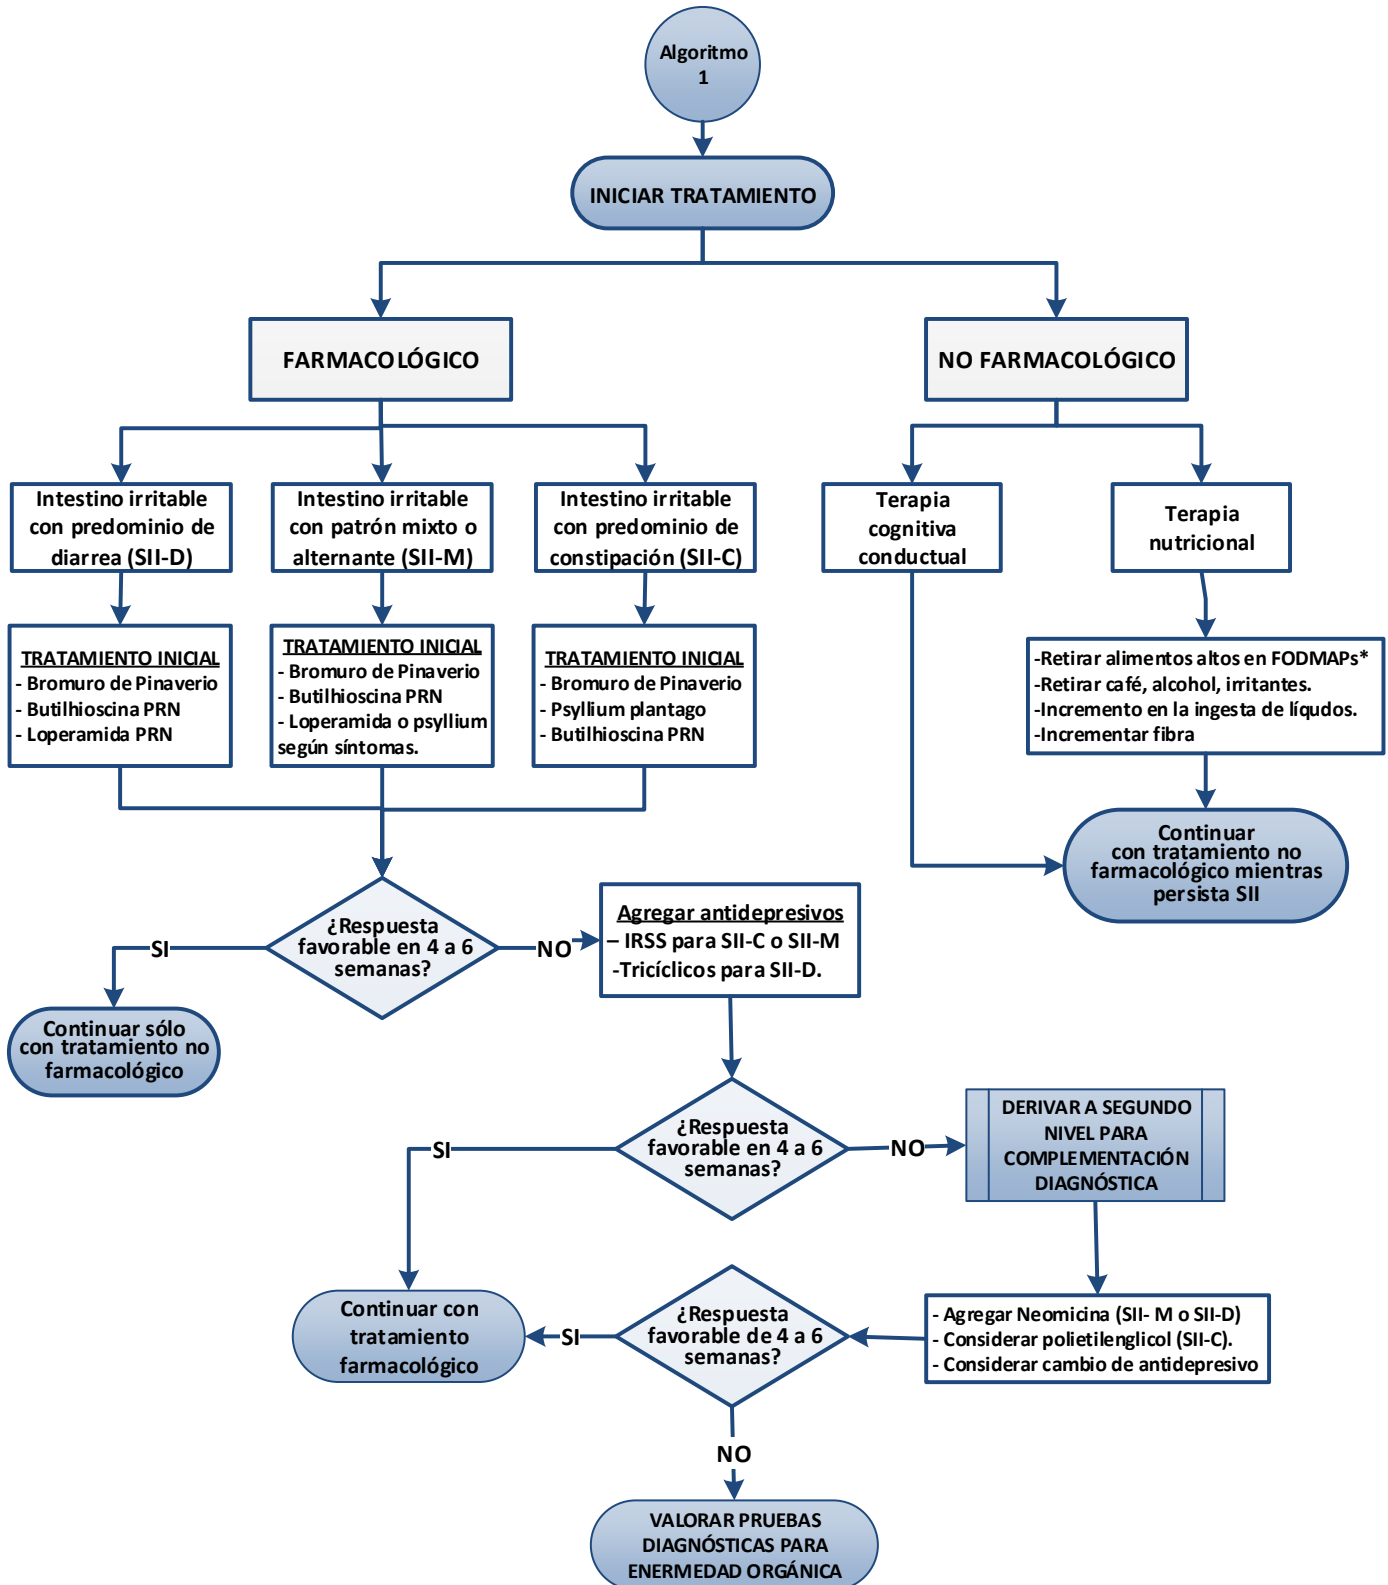 Algoritmo
1
INICIAR TRATAMIENTO
FARMACOLÓGICO
NO FARMACOLÓGICO
Intestino irritable
con predominio de
diarrea (SII-D)
Intestino irritable
con patrón mixto o
alternante (SII-M)
Intestino irritable
con predominio de
constipación (SII-C)
Terapia
cognitiva
conductual
Terapia
nutricional
TRATAMIENTO INICIAL
- Bromuro de Pinaverio
- Butilhioscina PRN
- Loperamida PRN
TRATAMIENTO INICIAL
- Bromuro de Pinaverio
- Butilhioscina PRN
- Loperamida o psyllium
según síntomas.
TRATAMIENTO INICIAL
- Bromuro de Pinaverio
- Psyllium plantago
- Butilhioscina PRN
-Retirar alimentos altos en FODMAPs*
-Retirar café, alcohol, irritantes.
-Incremento en la ingesta de líqudos.
-Incrementar fibra
Continuar
con tratamiento no
farmacológico mientras
persista SII
¿Respuesta
favorable en 4 a 6
semanas?
SI
NO
Agregar antidepresivos
– IRSS para SII-C o SII-M
-Tricíclicos para SII-D.
Continuar sólo
con tratamiento no
farmacológico
¿Respuesta
favorable en 4 a 6
semanas?
SI
NO
DERIVAR A SEGUNDO
NIVEL PARA
COMPLEMENTACIÓN
DIAGNÓSTICA
- Agregar Neomicina (SII- M o SII-D)
- Considerar polietilenglicol (SII-C).
- Considerar cambio de antidepresivo
¿Respuesta
favorable de 4 a 6
semanas?
SI
Continuar con
tratamiento
farmacológico
NO
VALORAR PRUEBAS
DIAGNÓSTICAS PARA
ENERMEDAD ORGÁNICA